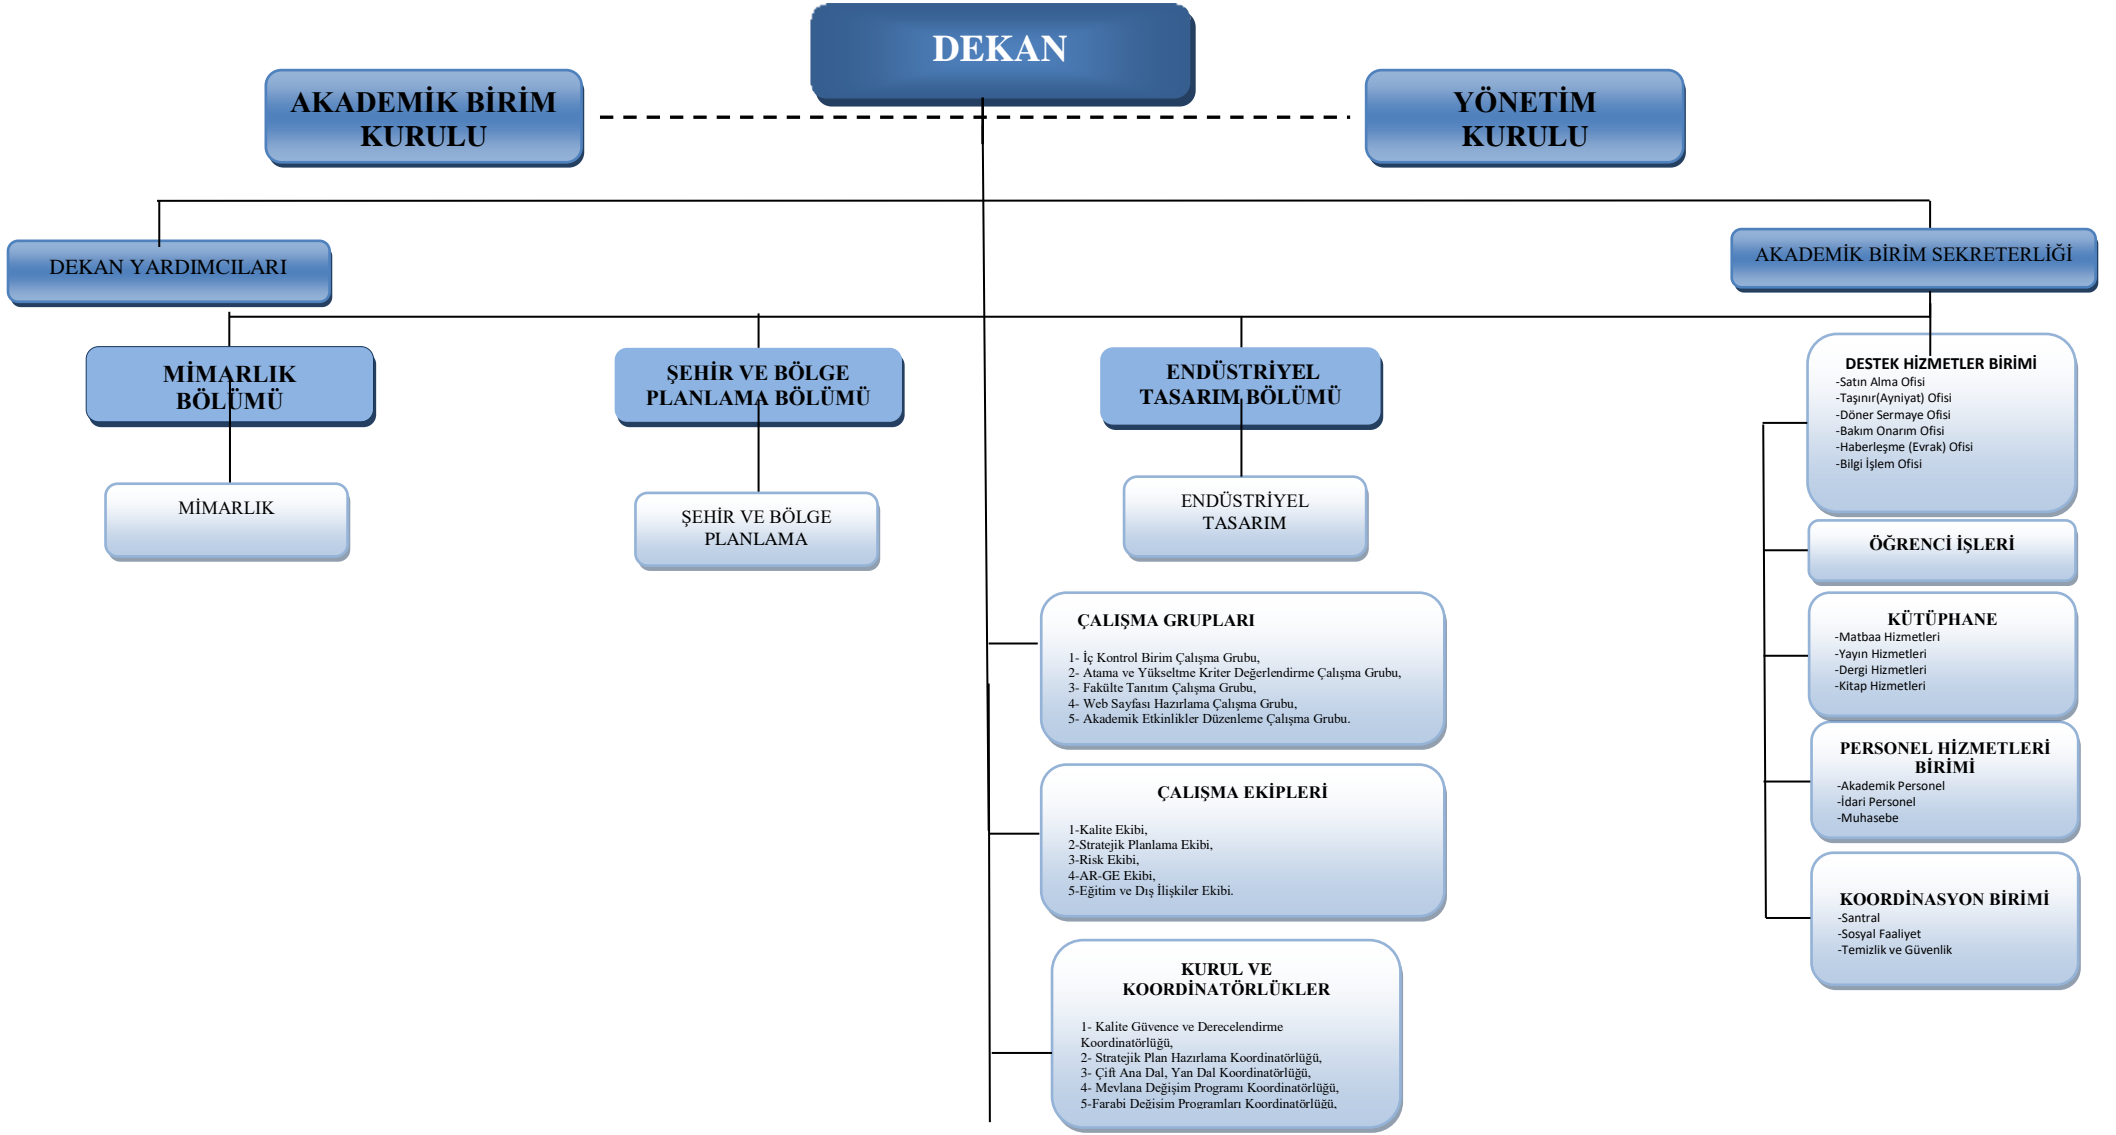 DEKAN
AKADEMİK BİRİM
KURULU
YÖNETİM
KURULU
DEKAN YARDIMCILARI
AKADEMİK BİRİM SEKRETERLİĞİ
MİMARLIK
BÖLÜMÜ
ŞEHİR VE BÖLGE
PLANLAMA BÖLÜMÜ
ENDÜSTRİYEL
TASARIM BÖLÜMÜ
MİMARLIK
ŞEHİR VE BÖLGE
PLANLAMA
ENDÜSTRİYEL
TASARIM
DESTEK HİZMETLER BİRİMİ
-Satın Alma Ofisi
-Taşınır(Ayniyat) Ofisi
-Döner Sermaye Ofisi
-Bakım Onarım Ofisi
-Haberleşme (Evrak) Ofisi
-Bilgi İşlem Ofisi
ÖĞRENCİ İŞLERİ
KÜTÜPHANE
-Matbaa Hizmetleri
-Yayın Hizmetleri
-Dergi Hizmetleri
-Kitap Hizmetleri
PERSONEL HİZMETLERİ
BİRİMİ
-Akademik Personel
-İdari Personel
-Muhasebe
KOORDİNASYON BİRİMİ
-Santral
-Sosyal Faaliyet
-Temizlik ve Güvenlik
ÇALIŞMA GRUPLARI
1- İç Kontrol Birim Çalışma Grubu,
2- Atama ve Yükseltme Kriter Değerlendirme Çalışma Grubu,
3- Fakülte Tanıtım Çalışma Grubu,
4- Web Sayfası Hazırlama Çalışma Grubu,
5- Akademik Etkinlikler Düzenleme Çalışma Grubu.
ÇALIŞMA EKİPLERİ
1-Kalite Ekibi,
2-Stratejik Planlama Ekibi,
3-Risk Ekibi,
4-AR-GE Ekibi,
5-Eğitim ve Dış İlişkiler Ekibi.
KURUL VE
KOORDİNATÖRLÜKLER
1- Kalite Güvence ve Derecelendirme
Koordinatörlüğü,
2- Stratejik Plan Hazırlama Koordinatörlüğü,
3- Çift Ana Dal, Yan Dal Koordinatörlüğü,
4- Mevlana Değişim Programı Koordinatörlüğü,
5-Farabi Değişim Programları Koordinatörlüğü,